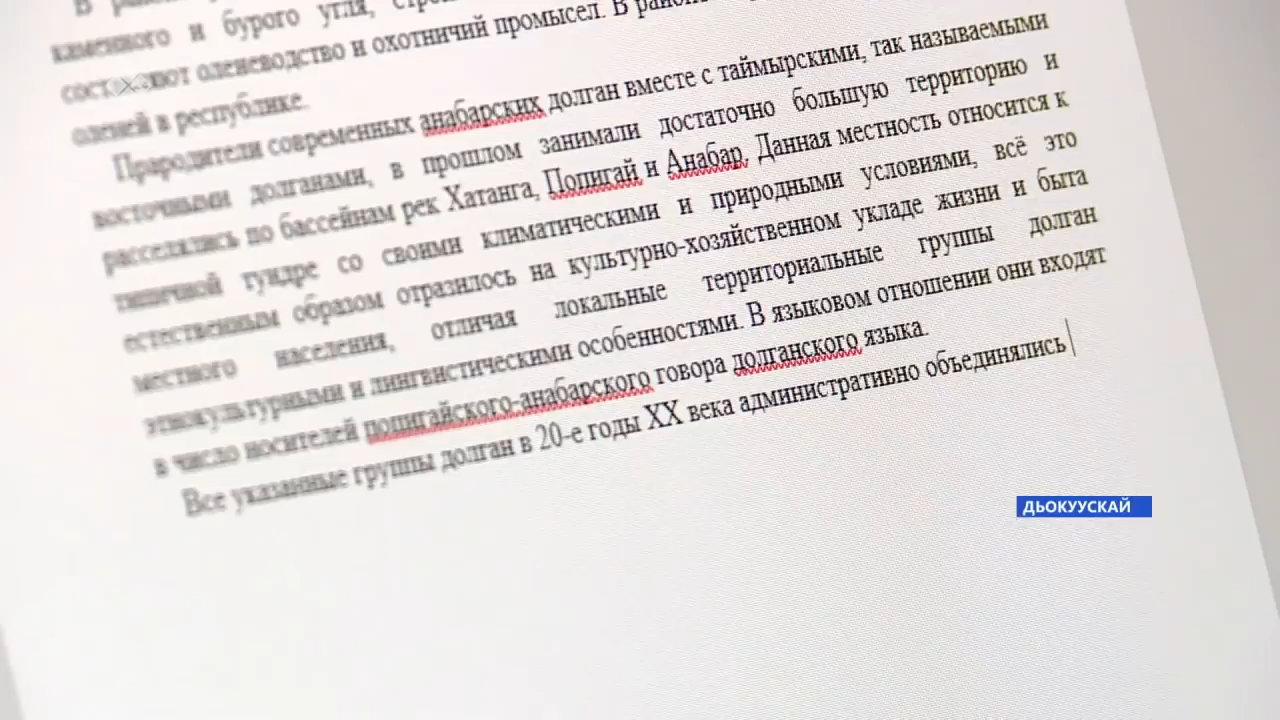 каменного и бурого угля,
составляют оленеводство и охотничий промысел. В
оленей в республике.
Прародители современных анабарских долган вместе с таймырскими, так называемыми
восточными долганами, в прошлом занимали достаточно большую территорию и
расселялись по бассейнам рек Хатанга, Попигай и Анабар. Данная местность относится к
типичной тундре со своими климатическими и природными условиями, всё это
естественным образом отразилось на культурно-хозяйственном укладе жизни и быта
местного населения, отличая локальные территориальные группы долган
этнокультурными и лингвистическими особенностями. В языковом отношении они входят
в число носителей попигайского-анабарского говора долганского языка.
Все указанные группы долган в 20-е годы XX века административно объединялись
ДЬОКУУСКАЙ